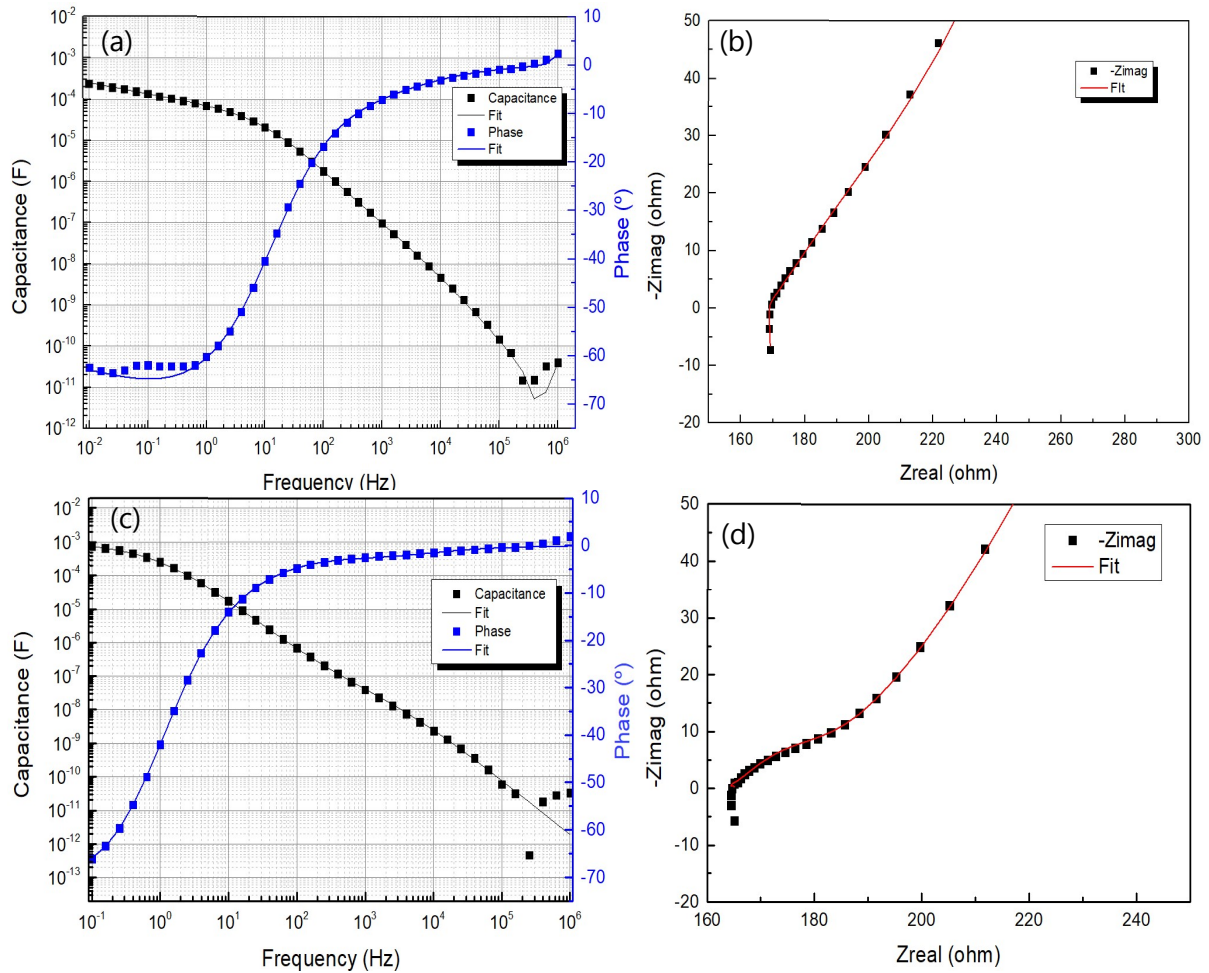 (a)
Capacitance (F)
10⁻²
10⁻³
10⁻⁴
10⁻⁵
10⁻⁶
10⁻⁷
10⁻⁸
10⁻⁹
10⁻¹⁰
10⁻¹¹
10⁻¹²
10⁻² 10⁻¹ 10⁰ 10¹ 10² 10³ 10⁴ 10⁵ 10⁶
Frequency (Hz)
10
0
-10
-20
-30
-40
-50
-60
-70
Phase (º)
Capacitance
Fit
Phase
Fit
(b)
-Zimag (ohm)
50
40
30
20
10
0
-10
-20
160 180 200 220 240 260 280 300
Zreal (ohm)
-Zimag
FIt
(c)
Capacitance (F)
10⁻²
10⁻³
10⁻⁴
10⁻⁵
10⁻⁶
10⁻⁷
10⁻⁸
10⁻⁹
10⁻¹⁰
10⁻¹¹
10⁻¹²
10⁻¹³
10⁻¹ 10⁰ 10¹ 10² 10³ 10⁴ 10⁵ 10⁶
Frequency (Hz)
10
0
-10
-20
-30
-40
-50
-60
-70
Phase (º)
Capacitance
Fit
Phase
Fit
(d)
-Zimag (ohm)
50
40
30
20
10
0
-10
-20
160 180 200 220 240
Zreal (ohm)
-Zimag
Fit